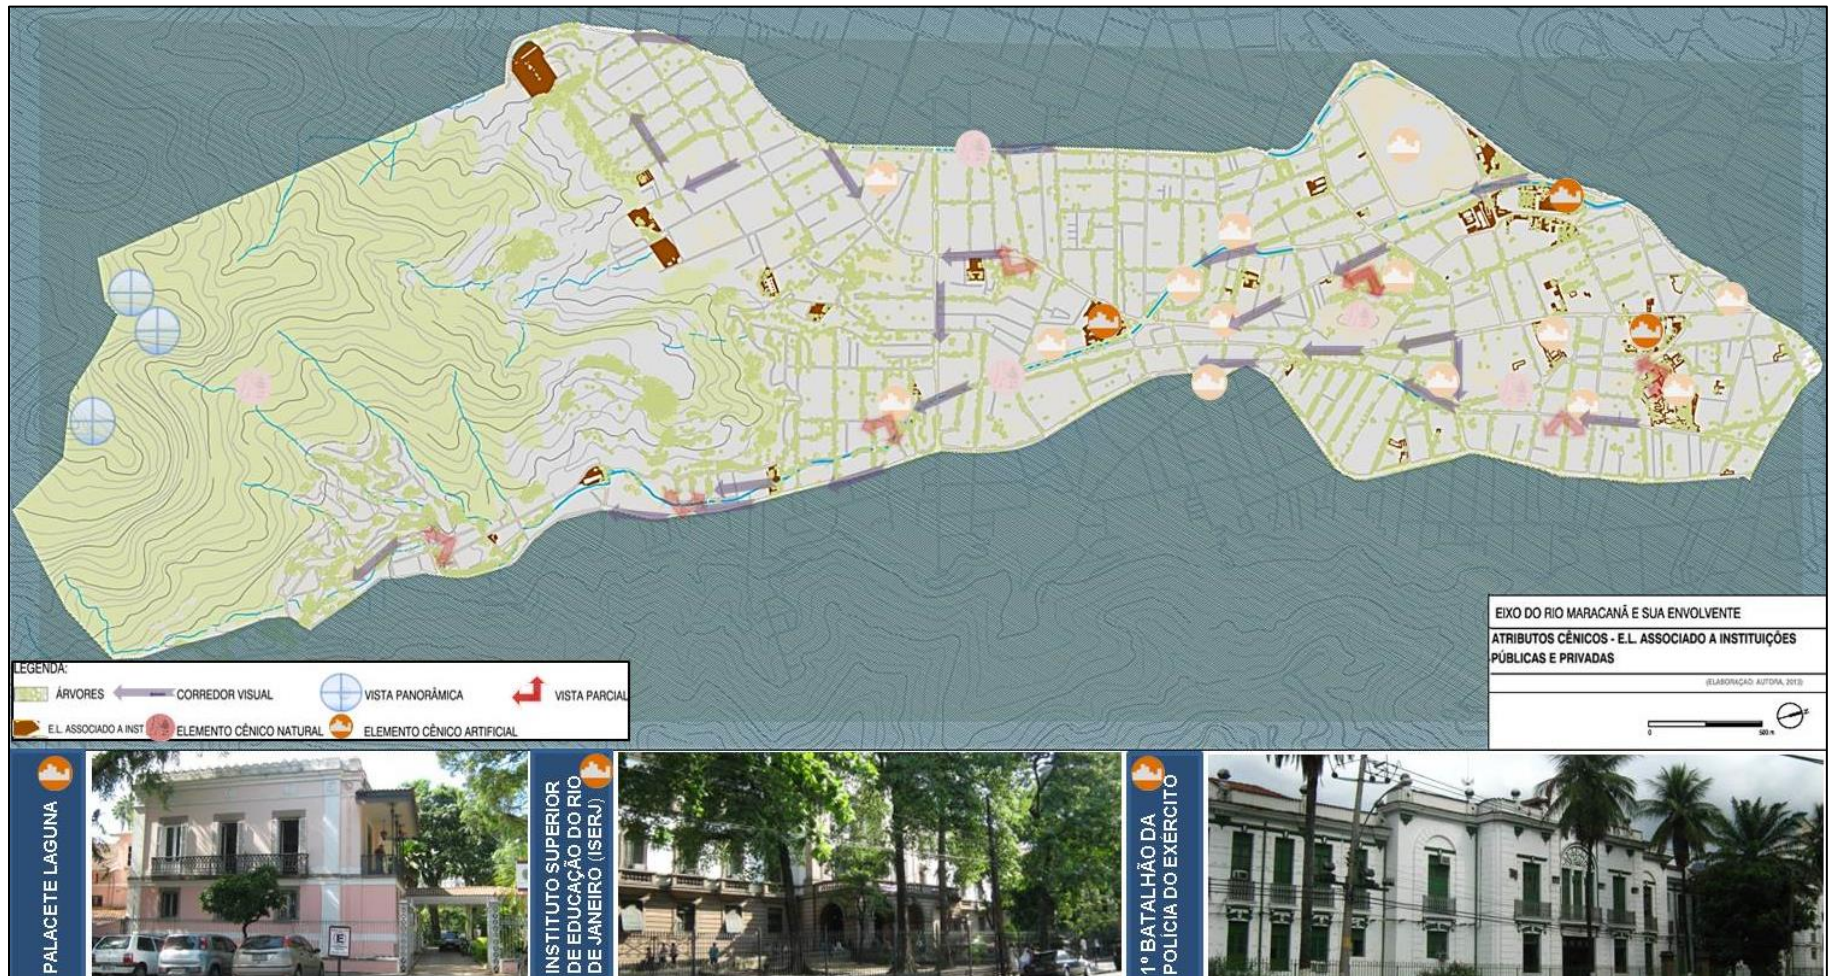 EIXO DO RIO MARACANÃ E SUA ENVOLVENTE
ATRIBUTOS CÊNICOS - E.L. ASSOCIADO A INSTITUIÇÕES
PÚBLICAS E PRIVADAS
(ELABORAÇÃO: AUTORA, 2013)
0 500 m
LEGENDA:
ÁRVORES
CORREDOR VISUAL
VISTA PANORÂMICA
VISTA PARCIAL
E.L. ASSOCIADO A INST
ELEMENTO CÊNICO NATURAL
ELEMENTO CÊNICO ARTIFICIAL
PALACETE LAGUNA
INSTITUTO SUPERIOR
DE EDUCAÇÃO DO RIO
DE JANEIRO (ISERJ)
1º BATALHÃO DA
POLÍCIA DO EXÉRCITO
E